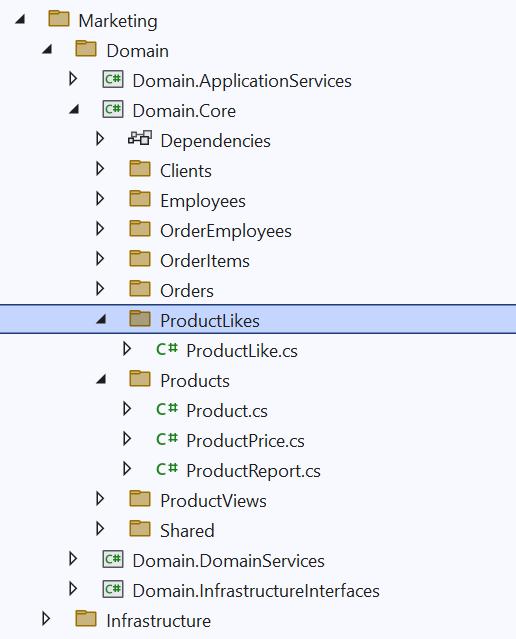 Marketing
Domain
C# Domain.ApplicationServices
C# Domain.Core
Dependencies
Clients
Employees
OrderEmployees
OrderItems
Orders
ProductLikes
C# ProductLike.cs
Products
C# Product.cs
C# ProductPrice.cs
C# ProductReport.cs
ProductViews
Shared
C# Domain.DomainServices
C# Domain.InfrastructureInterfaces
Infrastructure